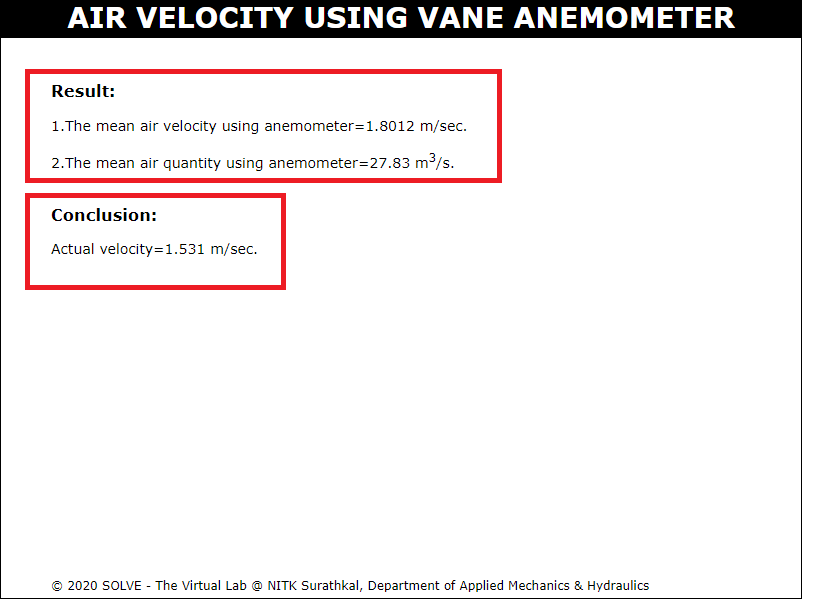 AIR VELOCITY USING VANE ANEMOMETER
Result:
1.The mean air velocity using anemometer=1.8012 m/sec.
2.The mean air quantity using anemometer=27.83 m³/s.
Conclusion:
Actual velocity=1.531 m/sec.
© 2020 SOLVE - The Virtual Lab @ NITK Surathkal, Department of Applied Mechanics & Hydraulics